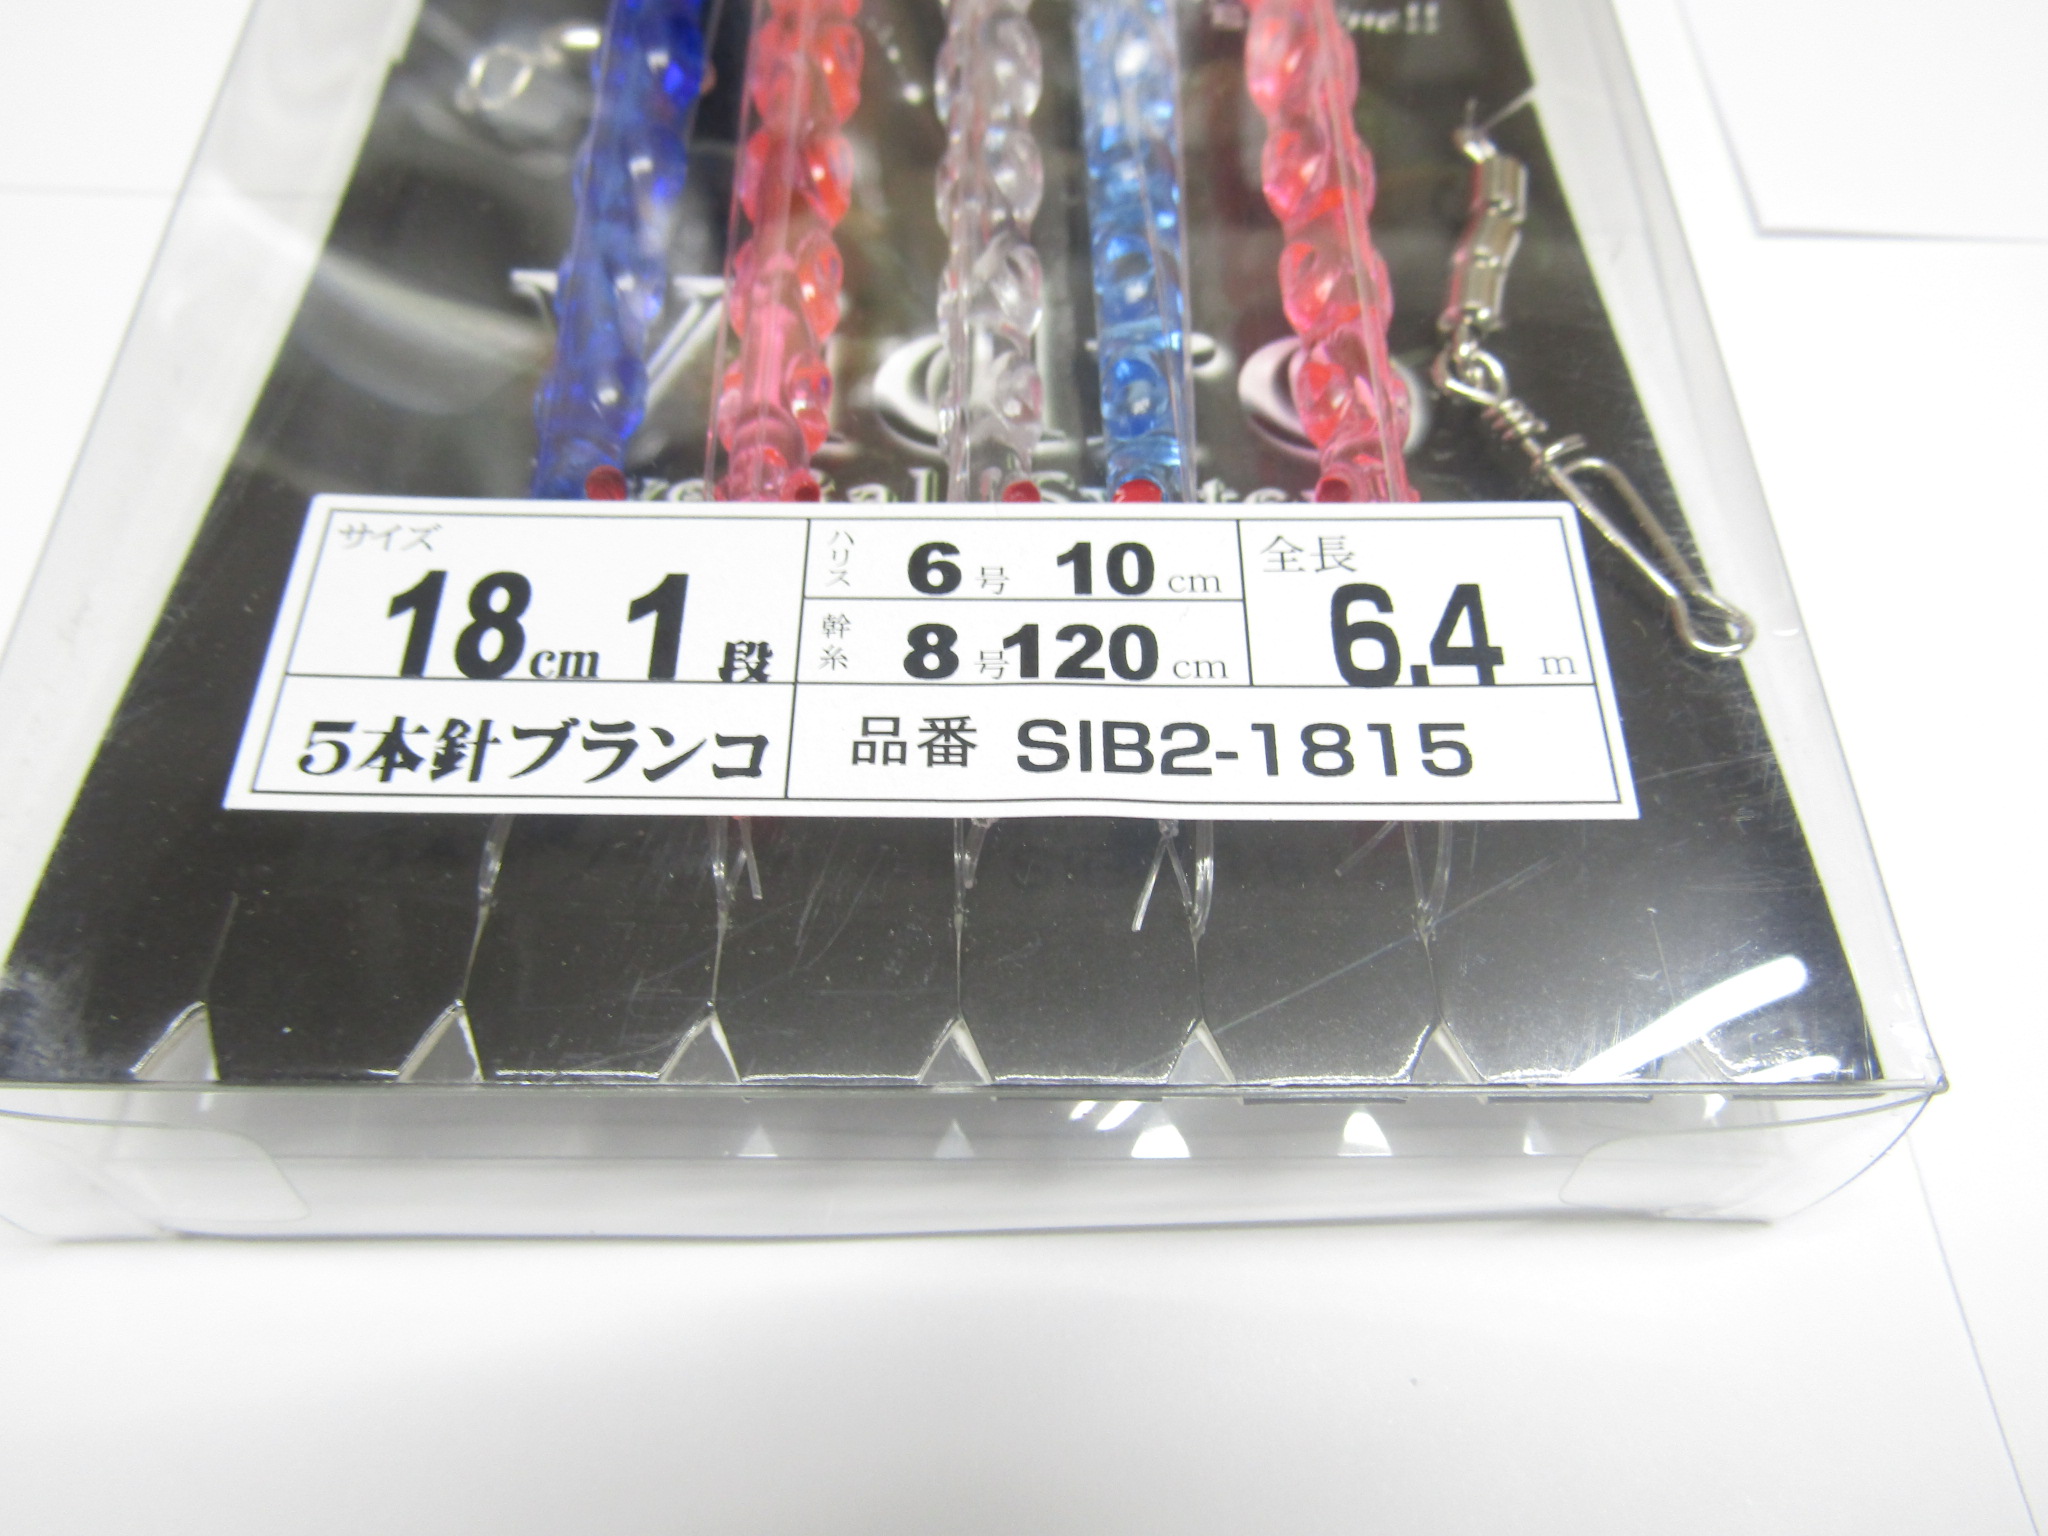 サイズ
18cm 1段
ハリス 6号 10cm
幹糸 8号 120cm
全長
6.4m
5本針ブランコ
品番 SIB2-1815